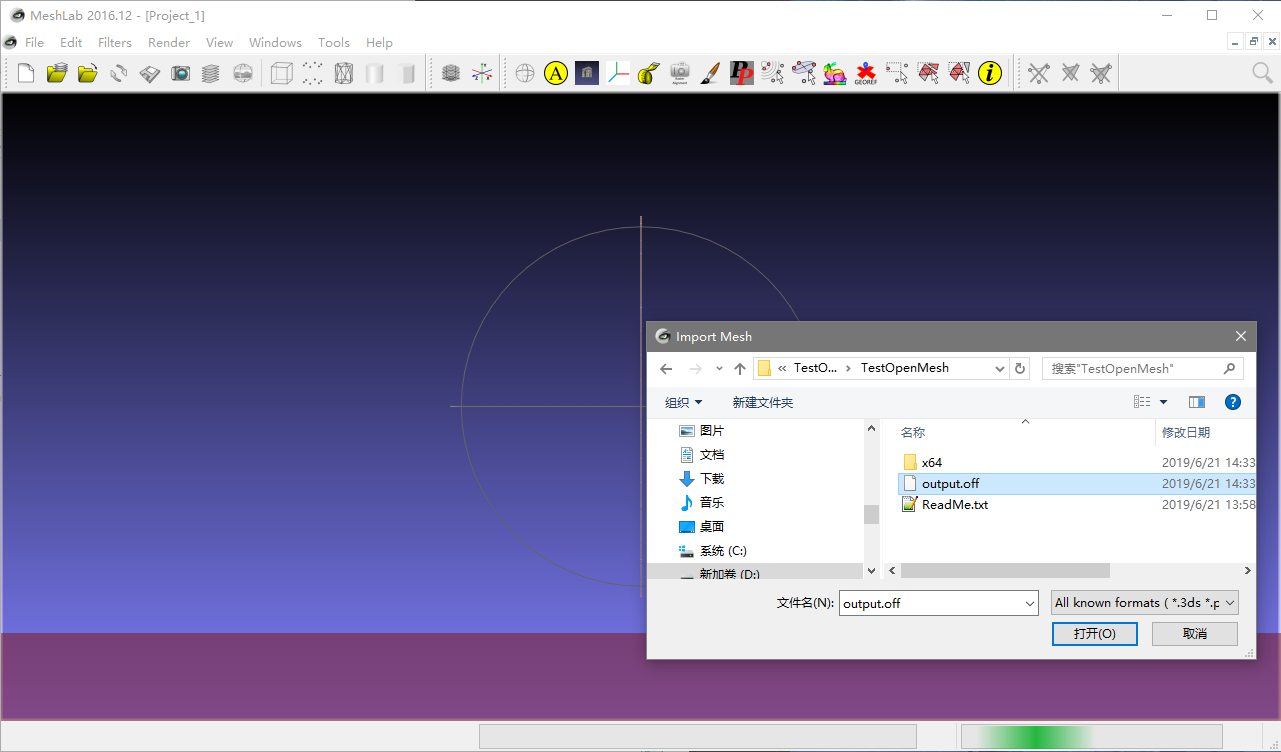 MeshLab 2016.12 - [Project_1]
File Edit Filters Render View Windows Tools Help
A PP GEOREF i
Import Mesh
« TestO... › TestOpenMesh
搜索"TestOpenMesh"
组织 新建文件夹
?
图片
文档
下载
音乐
桌面
系统 (C:)
新加卷 (D:)
名称 修改日期
x64 2019/6/21 14:33
output.off 2019/6/21 14:33
ReadMe.txt 2019/6/21 13:58
文件名(N): output.off All known formats ( *.3ds *.p
打开(O) 取消